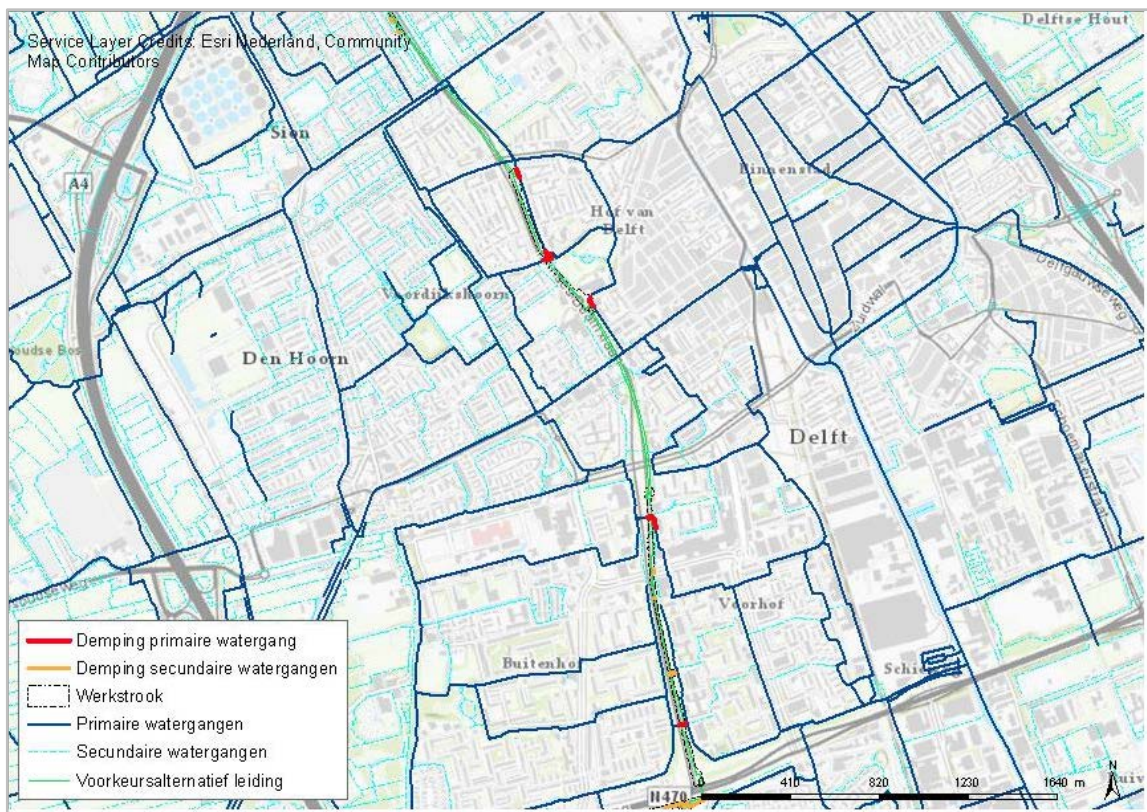 Service Layer Credits: Esri Nederland, Community
Map Contributors
Delftse Hout
Sion
A4
Binnenstad
Hof van
Delft
Voordijkshoorn
Delfgauwseweg
Zuidwal
Den Hoorn
Delft
Voorhof
Buitenhof
N470
Demping primaire watergang
Demping secundaire watergangen
Werkstrook
Primaire watergangen
Secundaire watergangen
Voorkeursalternatief leiding
0 410 820 1230 1640 m
N